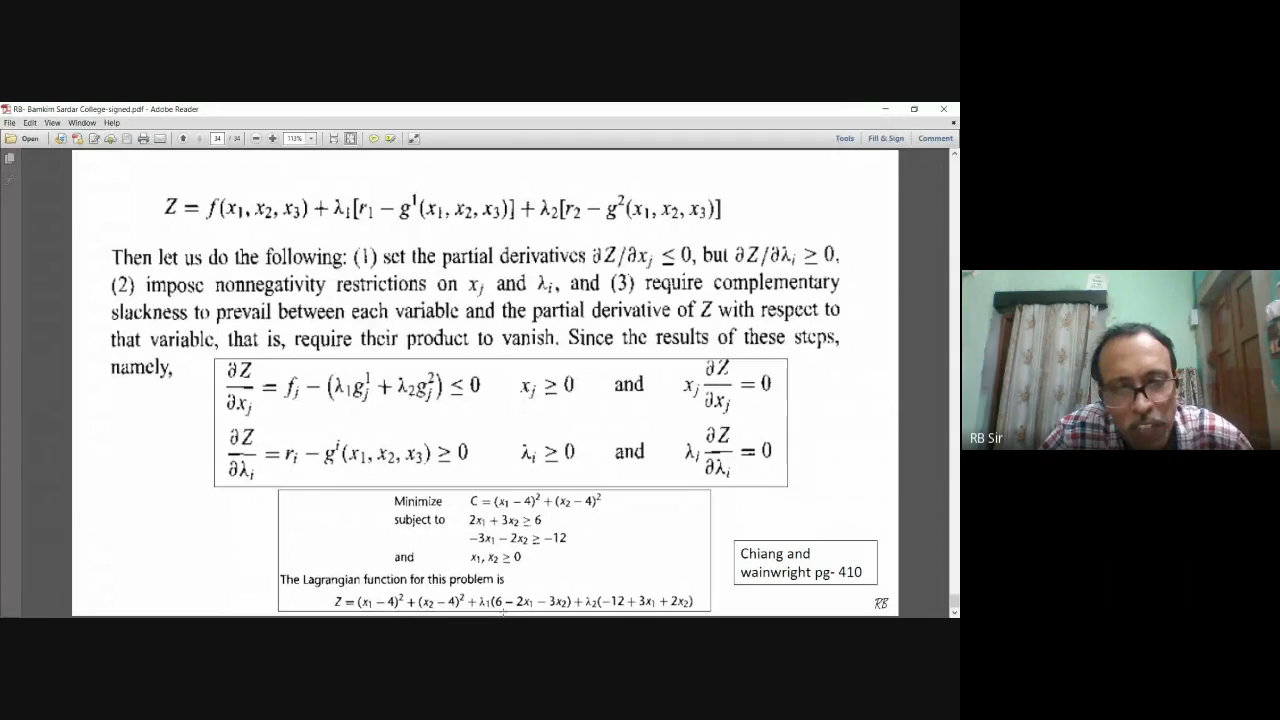 RB- Bamkim Sardar College-signed.pdf - Adobe Reader
File Edit View Window Help
Open 34 / 34 113% Tools Fill & Sign Comment
Z = f(x₁, x₂, x₃) + λ₁[r₁ − g¹(x₁, x₂, x₃)] + λ₂[r₂ − g²(x₁, x₂, x₃)]
Then let us do the following: (1) set the partial derivatives ∂Z/∂xⱼ ≤ 0, but ∂Z/∂λᵢ ≥ 0,
(2) impose nonnegativity restrictions on xⱼ and λᵢ, and (3) require complementary
slackness to prevail between each variable and the partial derivative of Z with respect to
that variable, that is, require their product to vanish. Since the results of these steps,
namely,
∂Z/∂xⱼ = fⱼ − (λ₁gⱼ¹ + λ₂gⱼ²) ≤ 0 xⱼ ≥ 0 and xⱼ ∂Z/∂xⱼ = 0
∂Z/∂λᵢ = rᵢ − gⁱ(x₁, x₂, x₃) ≥ 0 λᵢ ≥ 0 and λᵢ ∂Z/∂λᵢ = 0
Minimize C = (x₁ − 4)² + (x₂ − 4)²
subject to 2x₁ + 3x₂ ≥ 6
−3x₁ − 2x₂ ≥ −12
and x₁, x₂ ≥ 0
The Lagrangian function for this problem is
Z = (x₁ − 4)² + (x₂ − 4)² + λ₁(6 − 2x₁ − 3x₂) + λ₂(−12 + 3x₁ + 2x₂)
Chiang and
wainwright pg- 410
RB
RB Sir